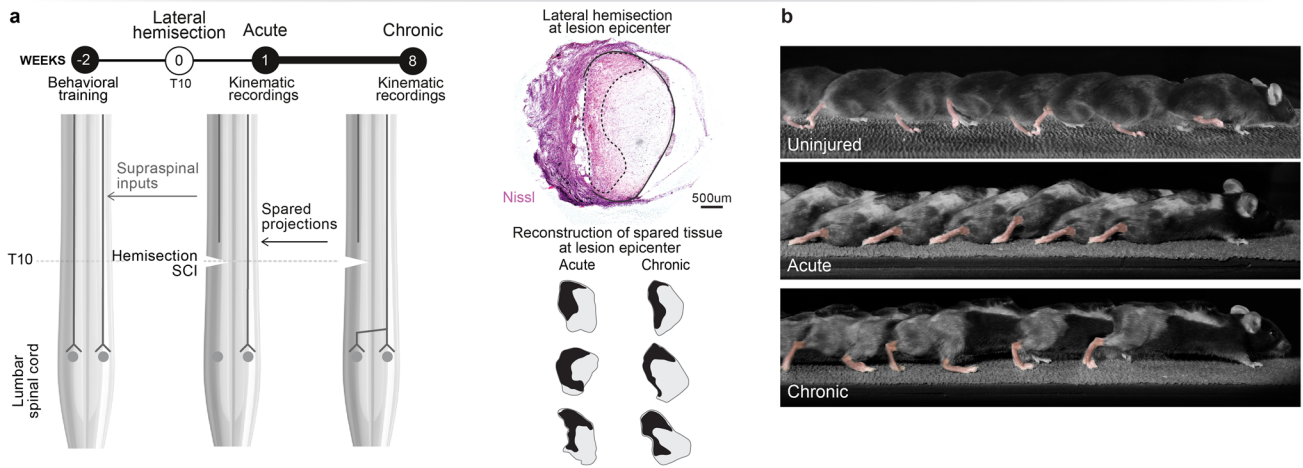 a
Lateral
hemisection
Acute
Chronic
WEEKS
-2
0
1
8
Behavioral
training
T10
Kinematic
recordings
Kinematic
recordings
Supraspinal
inputs
Spared
projections
T10
Hemisection
SCI
Lumbar
spinal cord
Lateral hemisection
at lesion epicenter
Nissl
500um
Reconstruction of spared tissue
at lesion epicenter
Acute
Chronic
b
Uninjured
Acute
Chronic